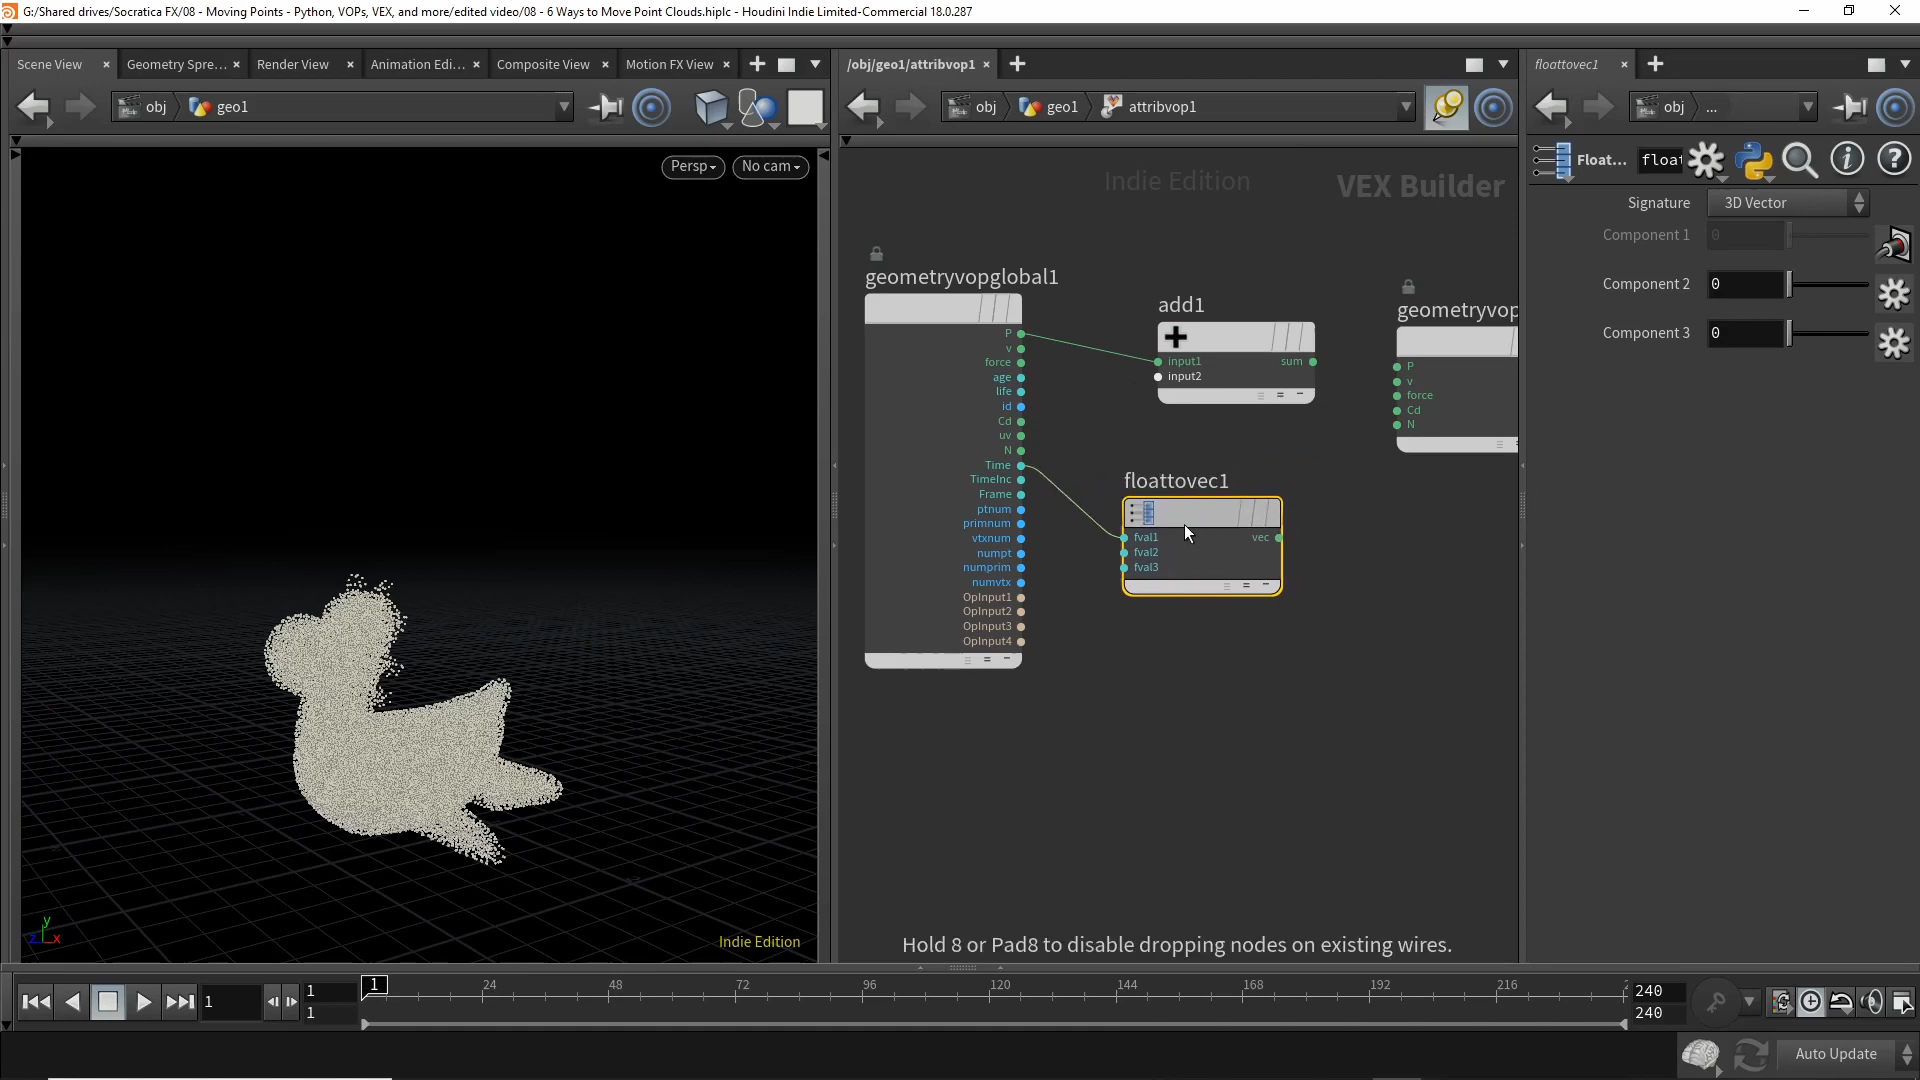 G:/Shared drives/Socratica FX/08 - Moving Points - Python, VOPs, VEX, and more/edited video/08 - 6 Ways to Move Point Clouds.hiplc - Houdini Indie Limited-Commercial 18.0.287
Scene View
Geometry Spre...
Render View
Animation Edi...
Composite View
Motion FX View
/obj/geo1/attribvop1
floattovec1
obj
geo1
obj
geo1
attribvop1
obj
...
Persp
No cam
Indie Edition
VEX Builder
Float...
float
Signature
3D Vector
Component 1
0
Component 2
0
Component 3
0
geometryvopglobal1
P
v
force
age
life
id
Cd
uv
N
Time
TimeInc
Frame
ptnum
primnum
vtxnum
numpt
numprim
numvtx
OpInput1
OpInput2
OpInput3
OpInput4
add1
input1
sum
input2
geometryvop
P
v
force
Cd
N
floattovec1
fval1
vec
fval2
fval3
y
z
x
Indie Edition
Hold 8 or Pad8 to disable dropping nodes on existing wires.
1
1
1
1
24
48
72
96
120
144
168
192
216
240
240
Auto Update